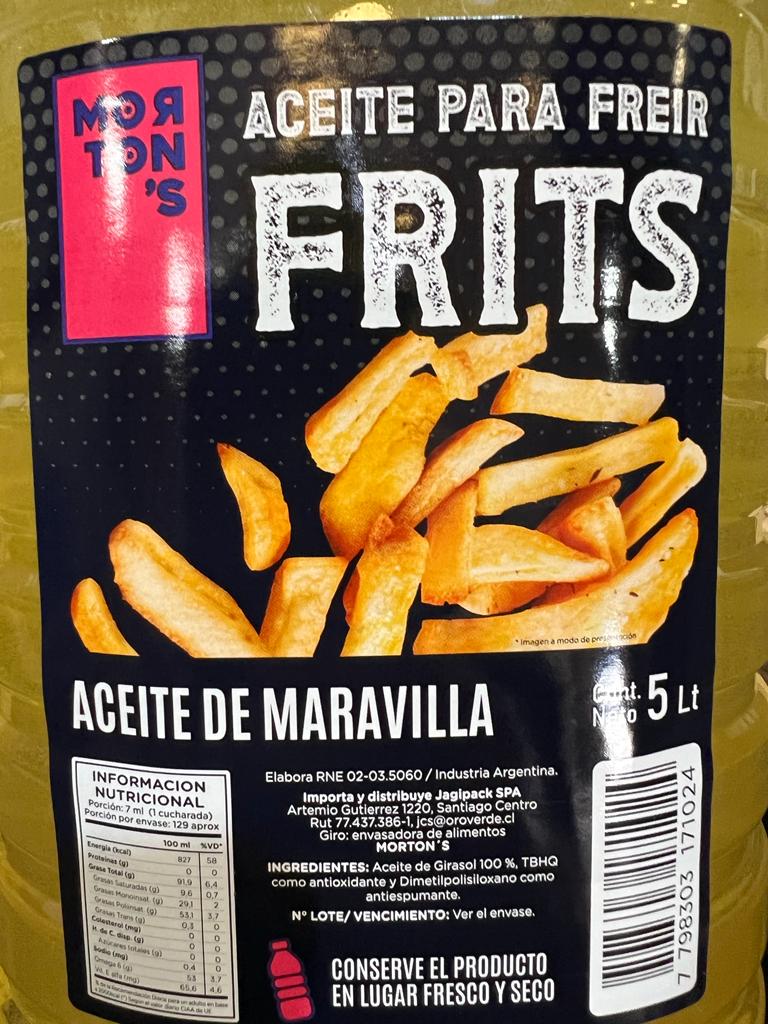 MOR
TON
'S
ACEITE PARA FREIR
FRITS
* Imagen a modo de presentación
ACEITE DE MARAVILLA
Cont.
Neto 5 Lt
INFORMACION
NUTRICIONAL
Porción: 7 ml (1 cucharada)
Porción por envase: 129 aprox
100 ml %VD*
Energía (kcal) 827 58
Proteínas (g) 0 0
Grasa Total (g) 91,9 6,4
Grasas Saturadas (g) 9,6 0,7
Grasas Monoinsat. (g) 29,1 2
Grasas Poliinsat. (g) 53,1 3,7
Grasas Trans (g) 0,3 0
Colesterol (mg) 0 0
H. de C. disp. (g) 0 0
Azúcares totales (g) 0 0
Sodio (mg) 0,4 0
Omega 6 (g) 53 3,7
Vit. E alfa (mg) 65,6 4,6
Elabora RNE 02-03.5060 / Industria Argentina.
Importa y distribuye Jagipack SPA
Artemio Gutierrez 1220, Santiago Centro
Rut 77.437.386-1, jcs@oroverde.cl
Giro: envasadora de alimentos
MORTON´S
INGREDIENTES: Aceite de Girasol 100 %, TBHQ
como antioxidante y Dimetilpolisiloxano como
antiespumante.
N° LOTE/ VENCIMIENTO: Ver el envase.
CONSERVE EL PRODUCTO
EN LUGAR FRESCO Y SECO
7 798303 171024